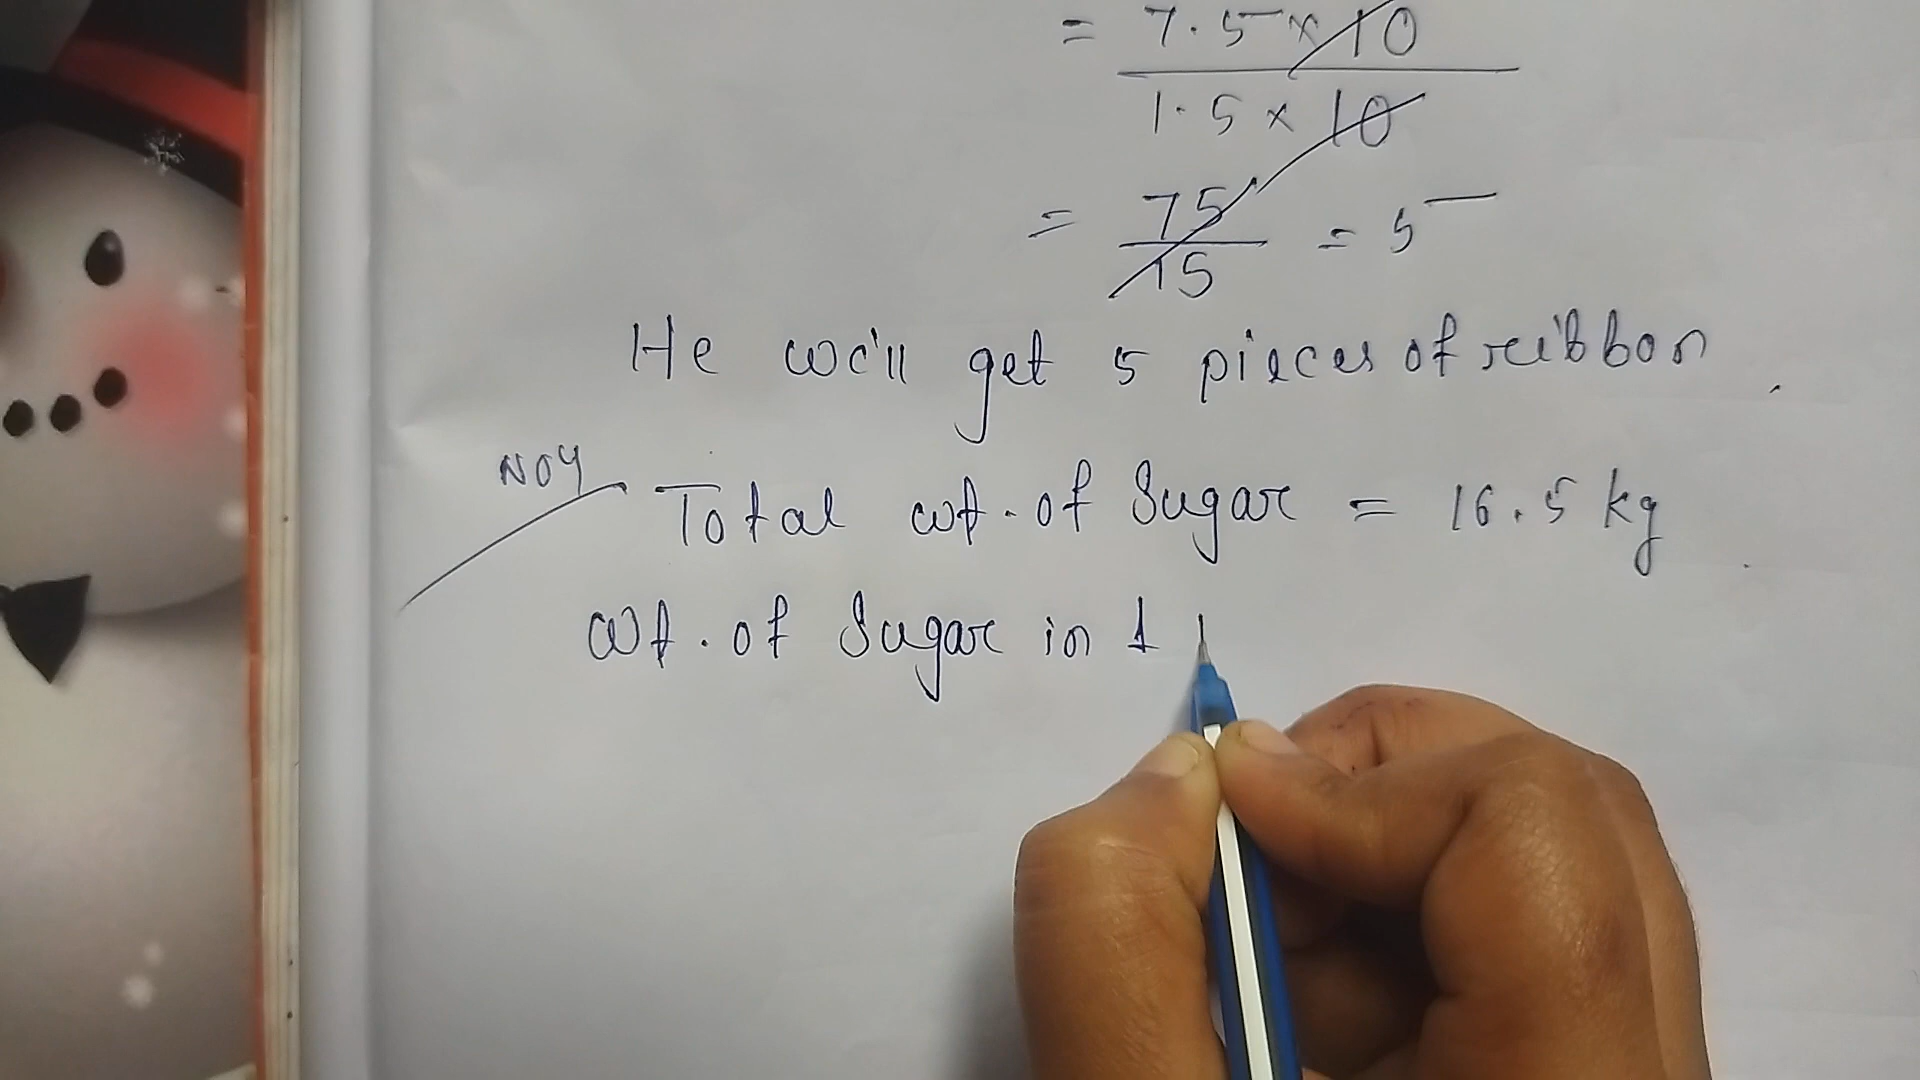 = 7.5 × 10
1.5 × 10
= 75 / 15 = 5
He will get 5 pieces of ribbon.
NO4 Total wt. of Sugar = 16.5 kg
wt. of Sugar in 1